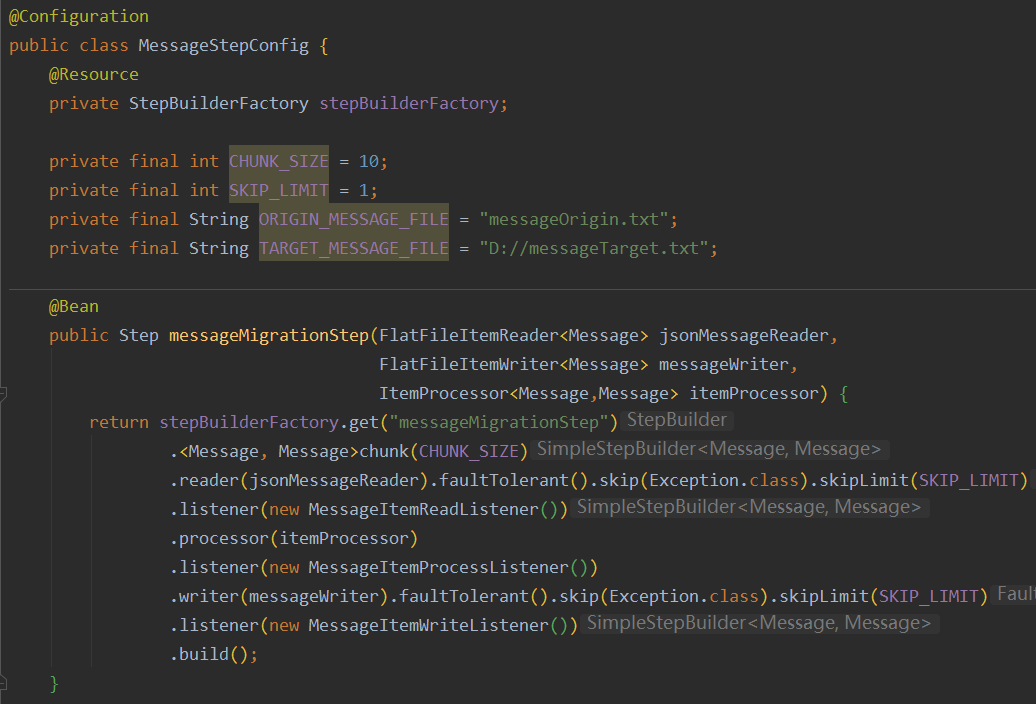 @Configuration
public class MessageStepConfig {
    @Resource
    private StepBuilderFactory stepBuilderFactory;

    private final int CHUNK_SIZE = 10;
    private final int SKIP_LIMIT = 1;
    private final String ORIGIN_MESSAGE_FILE = "messageOrigin.txt";
    private final String TARGET_MESSAGE_FILE = "D://messageTarget.txt";

    @Bean
    public Step messageMigrationStep(FlatFileItemReader<Message> jsonMessageReader,
                                     FlatFileItemWriter<Message> messageWriter,
                                     ItemProcessor<Message,Message> itemProcessor) {
        return stepBuilderFactory.get("messageMigrationStep") StepBuilder
                .<Message, Message>chunk(CHUNK_SIZE) SimpleStepBuilder<Message, Message>
                .reader(jsonMessageReader).faultTolerant().skip(Exception.class).skipLimit(SKIP_LIMIT)
                .listener(new MessageItemReadListener()) SimpleStepBuilder<Message, Message>
                .processor(itemProcessor)
                .listener(new MessageItemProcessListener())
                .writer(messageWriter).faultTolerant().skip(Exception.class).skipLimit(SKIP_LIMIT)
                .listener(new MessageItemWriteListener()) SimpleStepBuilder<Message, Message>
                .build();
    }